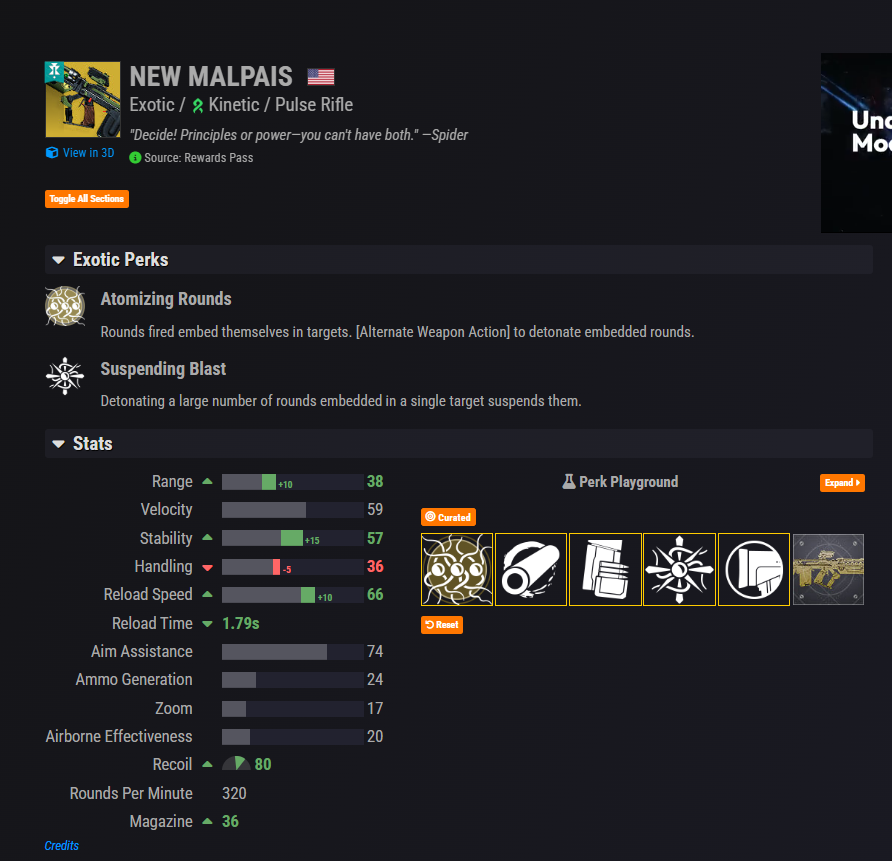 NEW MALPAIS
Exotic / Kinetic / Pulse Rifle
"Decide! Principles or power—you can't have both." —Spider
View in 3D
Source: Rewards Pass
Toggle All Sections
Exotic Perks
Atomizing Rounds
Rounds fired embed themselves in targets. [Alternate Weapon Action] to detonate embedded rounds.
Suspending Blast
Detonating a large number of rounds embedded in a single target suspends them.
Stats
Range +10 38
Velocity 59
Stability +15 57
Handling -5 36
Reload Speed +10 66
Reload Time 1.79s
Aim Assistance 74
Ammo Generation 24
Zoom 17
Airborne Effectiveness 20
Recoil 80
Rounds Per Minute 320
Magazine 36
Credits
Perk Playground
Expand
Curated
Reset